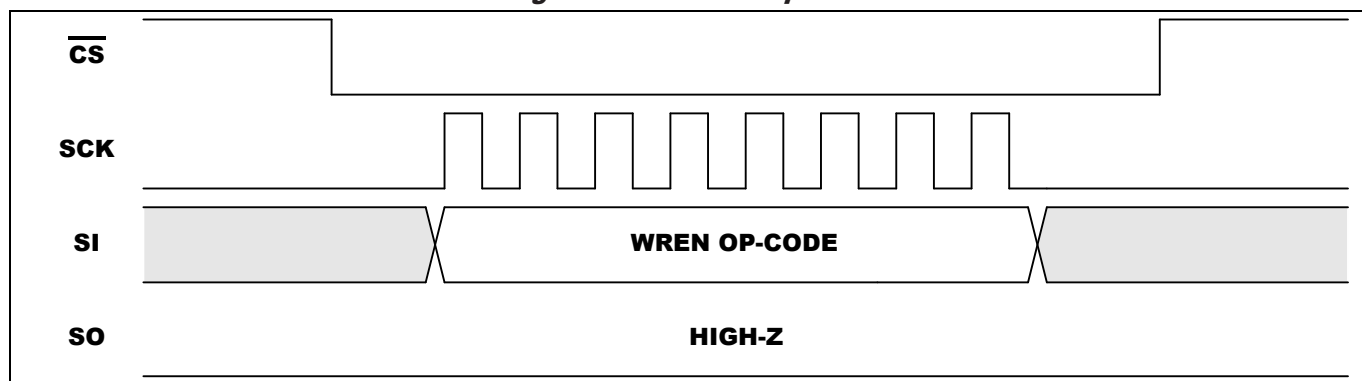 CS
SCK
SI
WREN OP-CODE
SO
HIGH-Z